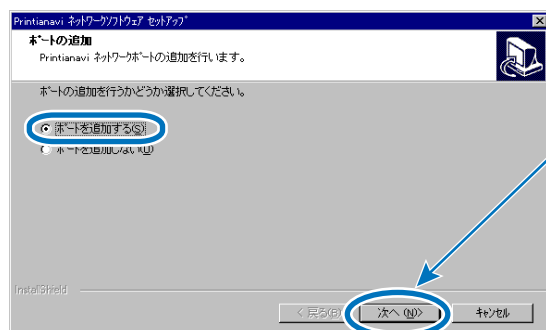 Printianavi ネットワークソフトウェア セットアップ
ポートの追加
Printianavi ネットワークポートの追加を行います。
ポートの追加を行うかどうか選択してください。
ポートを追加する(S)
ポートを追加しない(U)
InstallShield
< 戻る(B) 次へ (N)> キャンセル